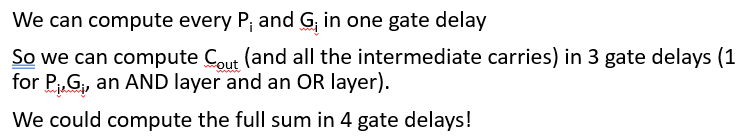 We can compute every Pi and Gi in one gate delay
So we can compute Cout (and all the intermediate carries) in 3 gate delays (1
for Pi,Gi, an AND layer and an OR layer).
We could compute the full sum in 4 gate delays!